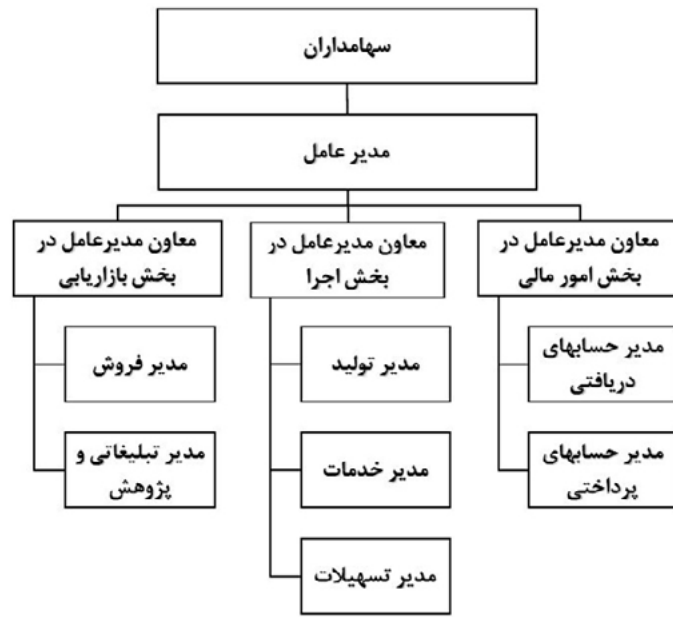 سهامداران
مدیر عامل
معاون مدیرعامل در
بخش امور مالی
معاون مدیرعامل در
بخش اجرا
معاون مدیرعامل در
بخش بازاریابی
مدیر حسابهای
دریافتی
مدیر تولید
مدیر فروش
مدیر حسابهای
پرداختی
مدیر خدمات
مدیر تبلیغاتی و
پژوهش
مدیر تسهیلات